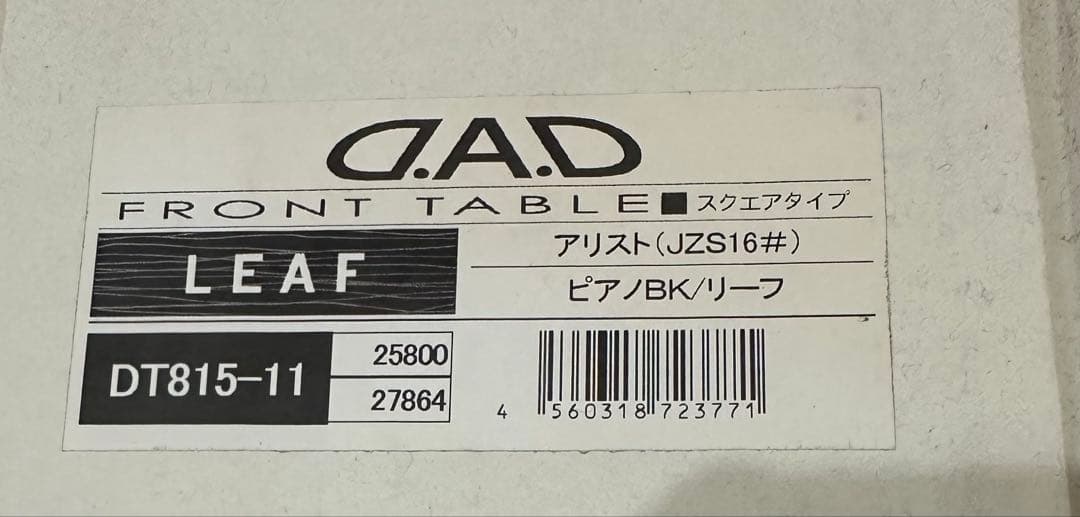 D.A.D
FRONT TABLE■スクエアタイプ
LEAF
アリスト(JZS16#)
ピアノBK/リーフ
DT815-11
25800
27864
4 560318 723771